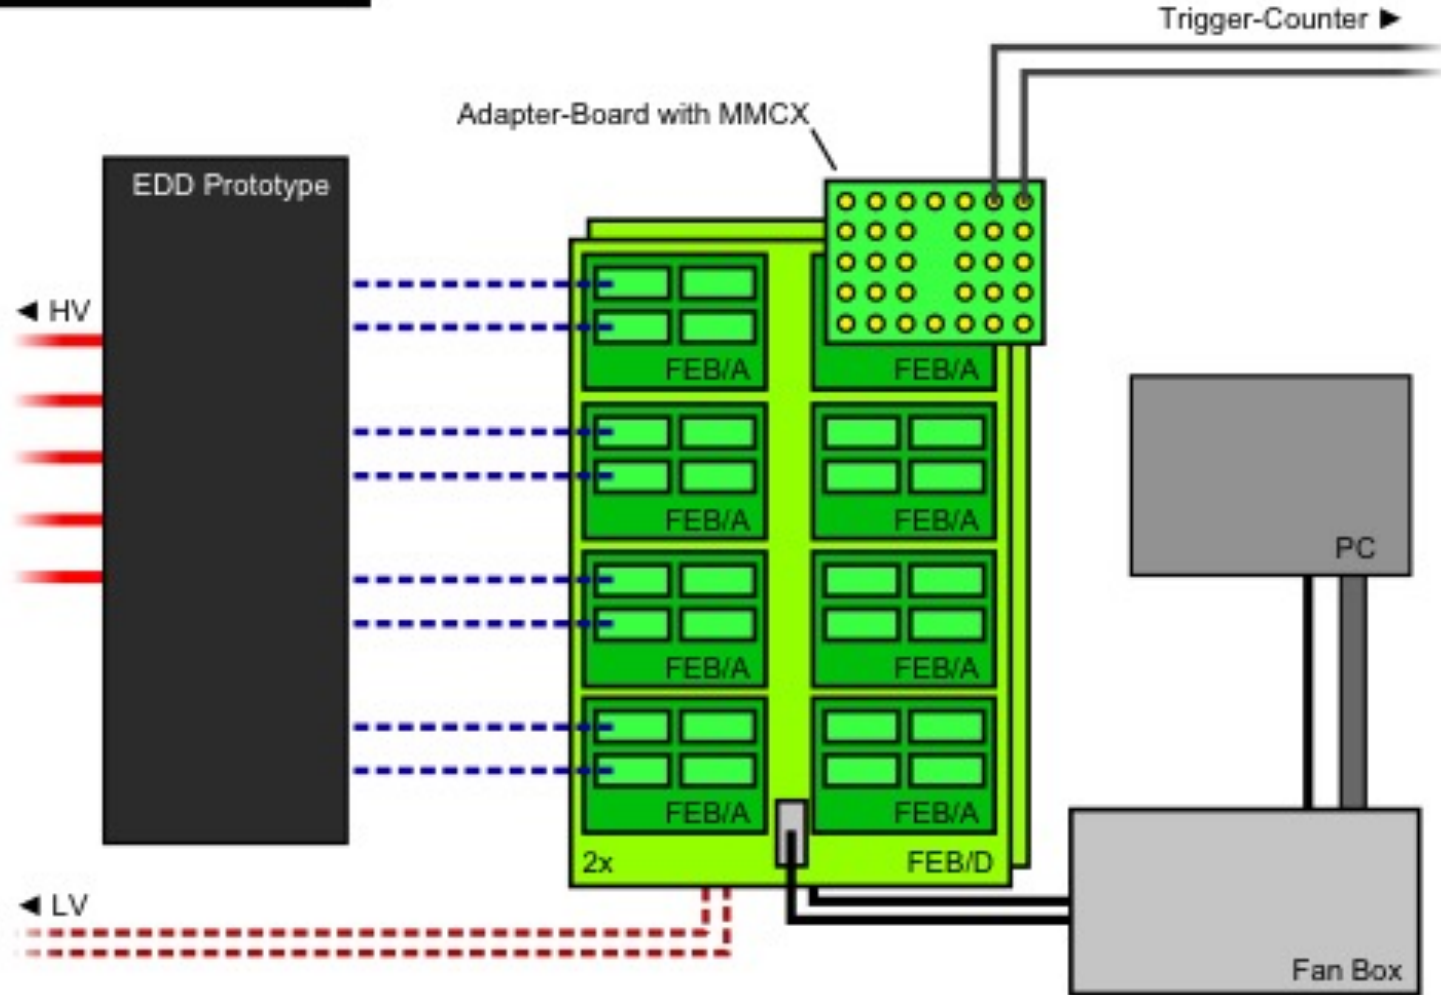 Trigger-Counter ►
Adapter-Board with MMCX
EDD Prototype
◄ HV
FEB/A
FEB/A
FEB/A
FEB/A
FEB/A
FEB/A
PC
FEB/A
FEB/A
2x
FEB/D
◄ LV
Fan Box